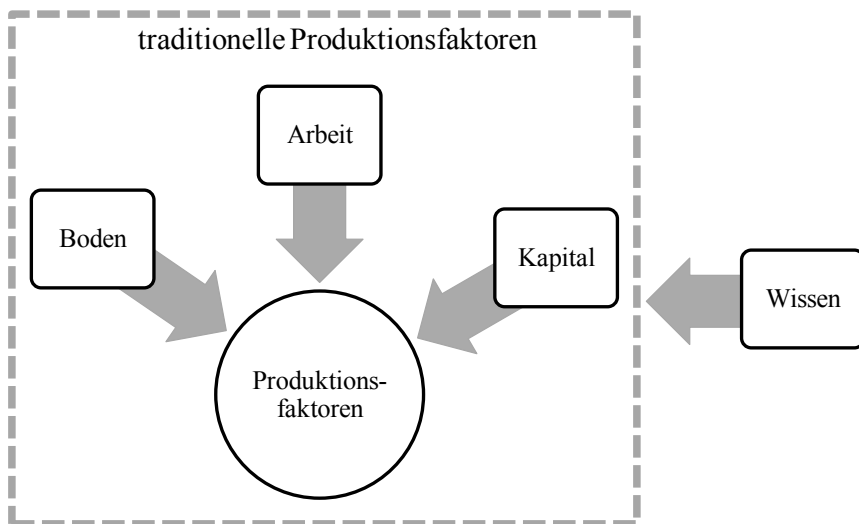 traditionelle Produktionsfaktoren
Arbeit
Boden
Kapital
Wissen
Produktions-
faktoren